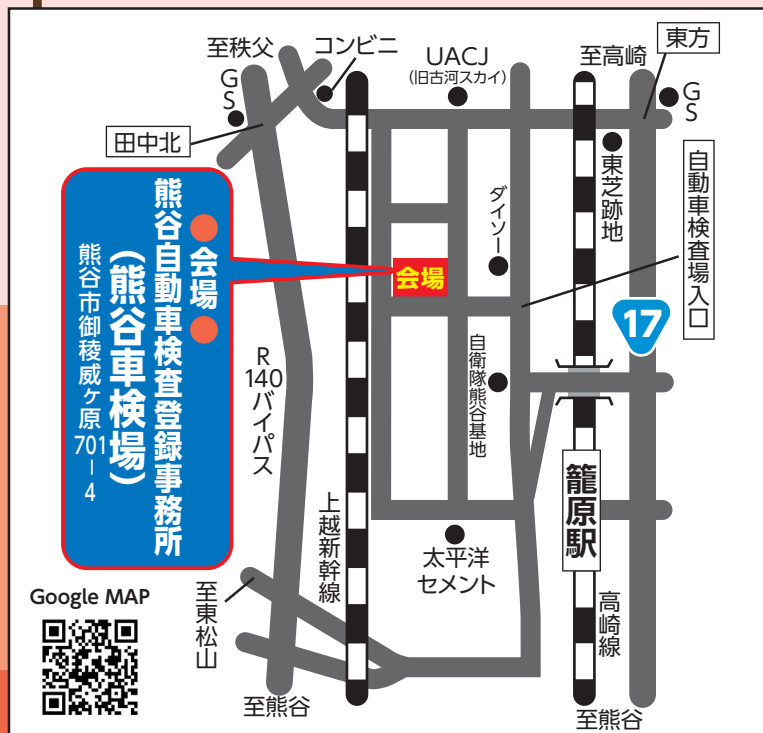 至秩父
コンビニ
UACJ
(旧古河スカイ)
至高崎
東方
GS
GS
田中北
東芝跡地
ダイソー
自動車検査場入口
●会場●
熊谷自動車検査登録事務所
(熊谷車検場)
熊谷市御稜威ヶ原701-4
会場
17
R140バイパス
自衛隊熊谷基地
上越新幹線
籠原駅
太平洋
セメント
高崎線
Google MAP
至東松山
至熊谷
至熊谷